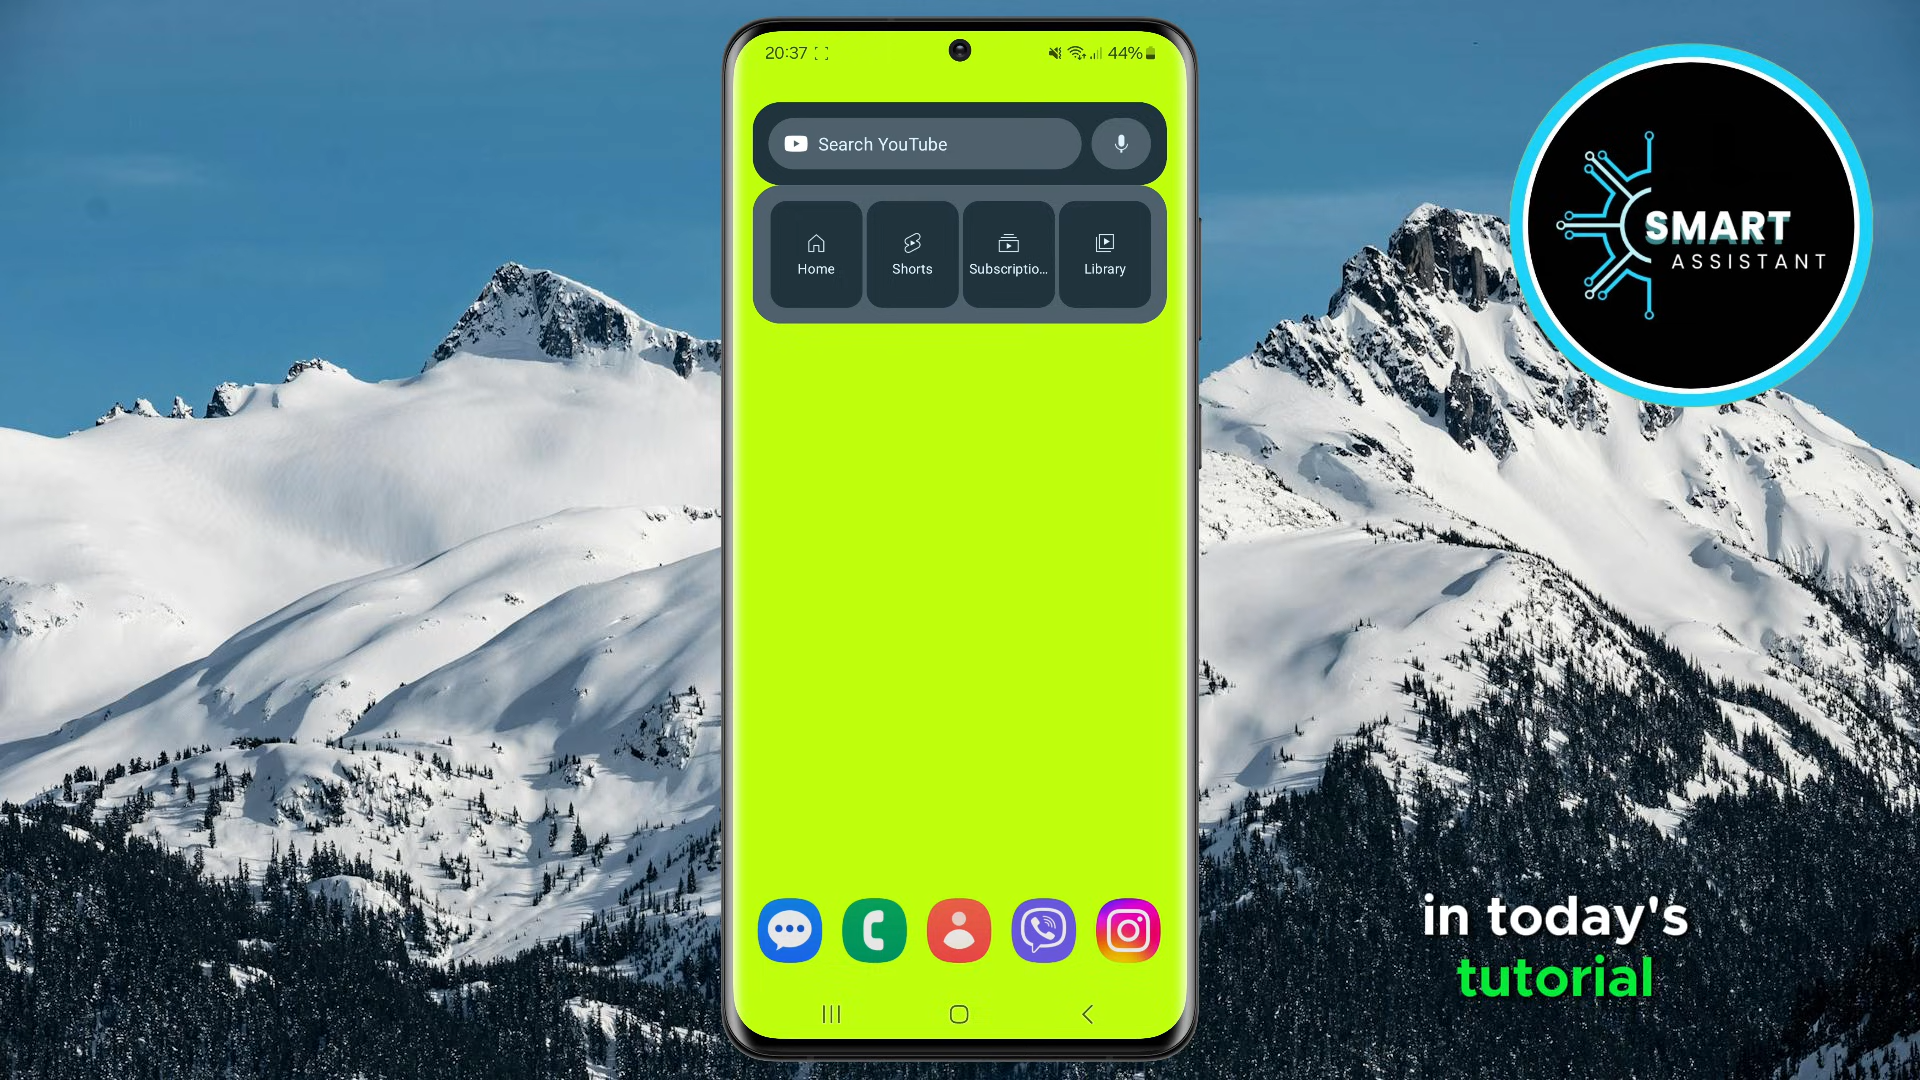 20:37
44%
Search YouTube
Home
Shorts
Subscriptio...
Library
SMART
ASSISTANT
in today's
tutorial